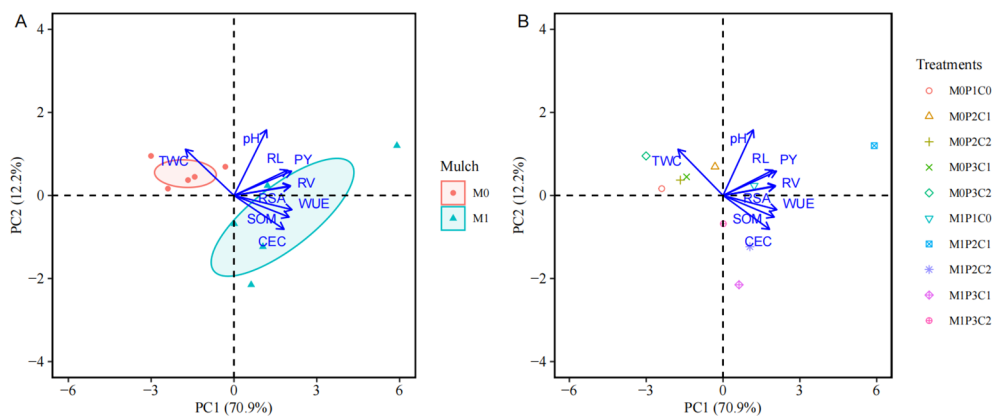 A
4
2
0
−2
−4
PC2 (12.2%)
TWC
pH
RL
PY
RV
RSA
WUE
SOM
CEC
−6
−3
0
3
6
PC1 (70.9%)
Mulch
M0
M1
B
4
2
0
−2
−4
PC2 (12.2%)
TWC
pH
RL
PY
RV
RSA
WUE
SOM
CEC
−6
−3
0
3
6
PC1 (70.9%)
Treatments
M0P1C0
M0P2C1
M0P2C2
M0P3C1
M0P3C2
M1P1C0
M1P2C1
M1P2C2
M1P3C1
M1P3C2